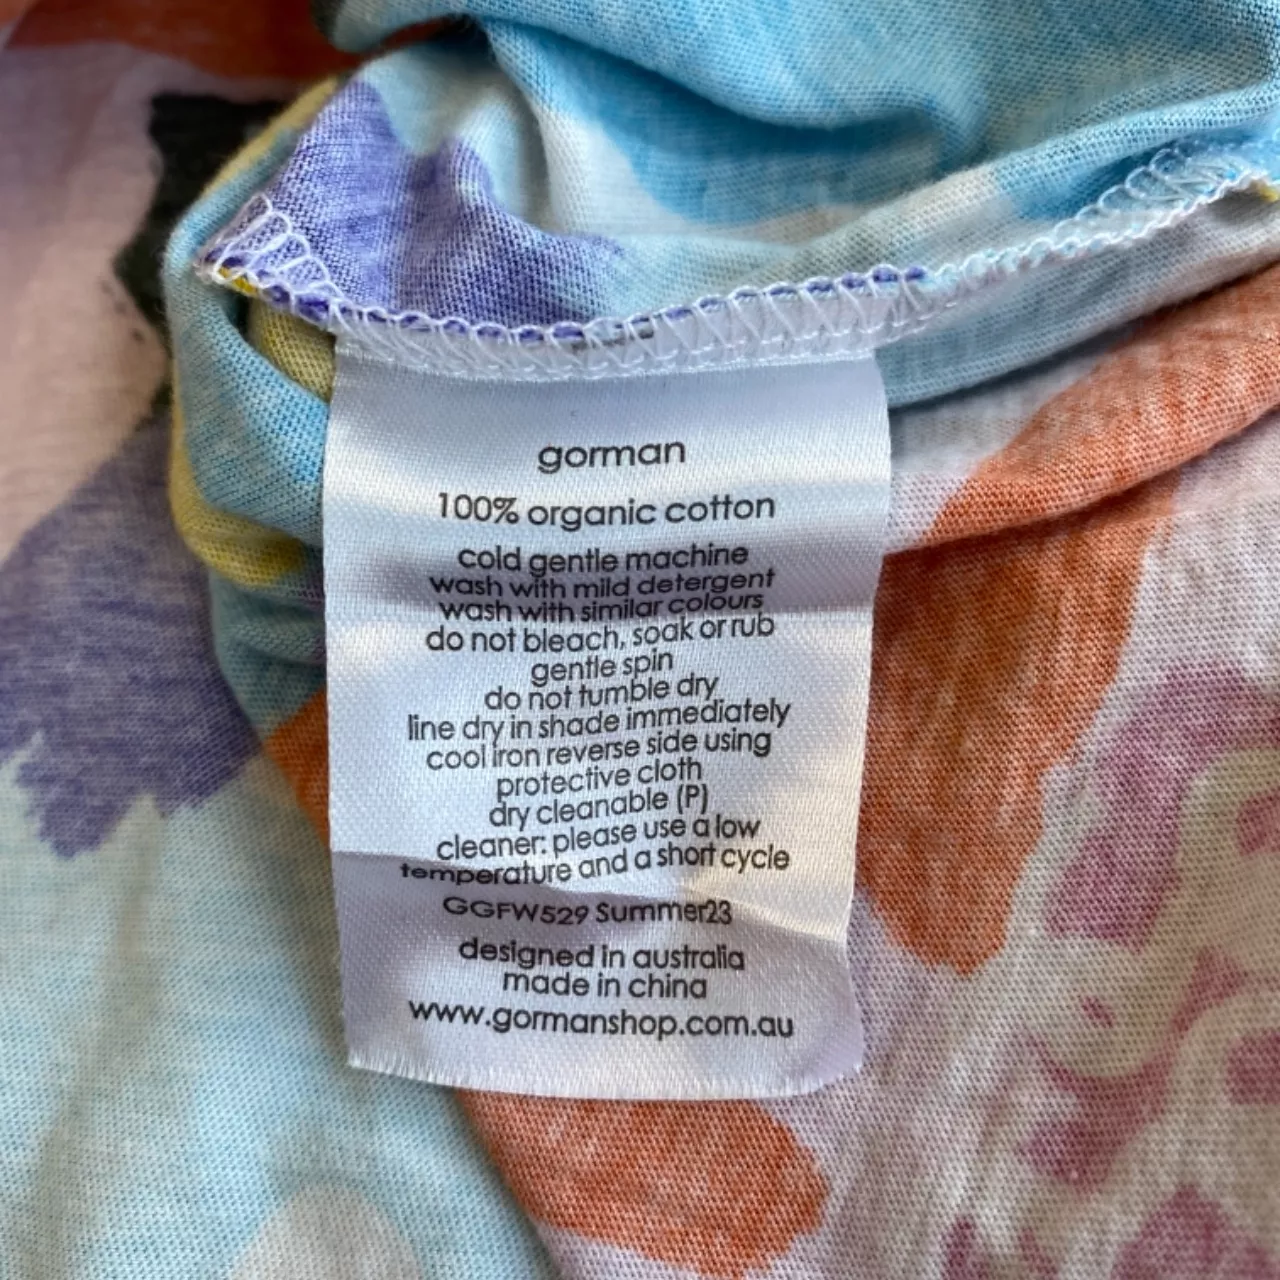 gorman
100% organic cotton
cold gentle machine
wash with mild detergent
wash with similar colours
do not bleach, soak or rub
gentle spin
do not tumble dry
line dry in shade immediately
cool iron reverse side using
protective cloth
dry cleanable (P)
cleaner: please use a low
temperature and a short cycle
GGFW529 Summer23
designed in australia
made in china
www.gormanshop.com.au